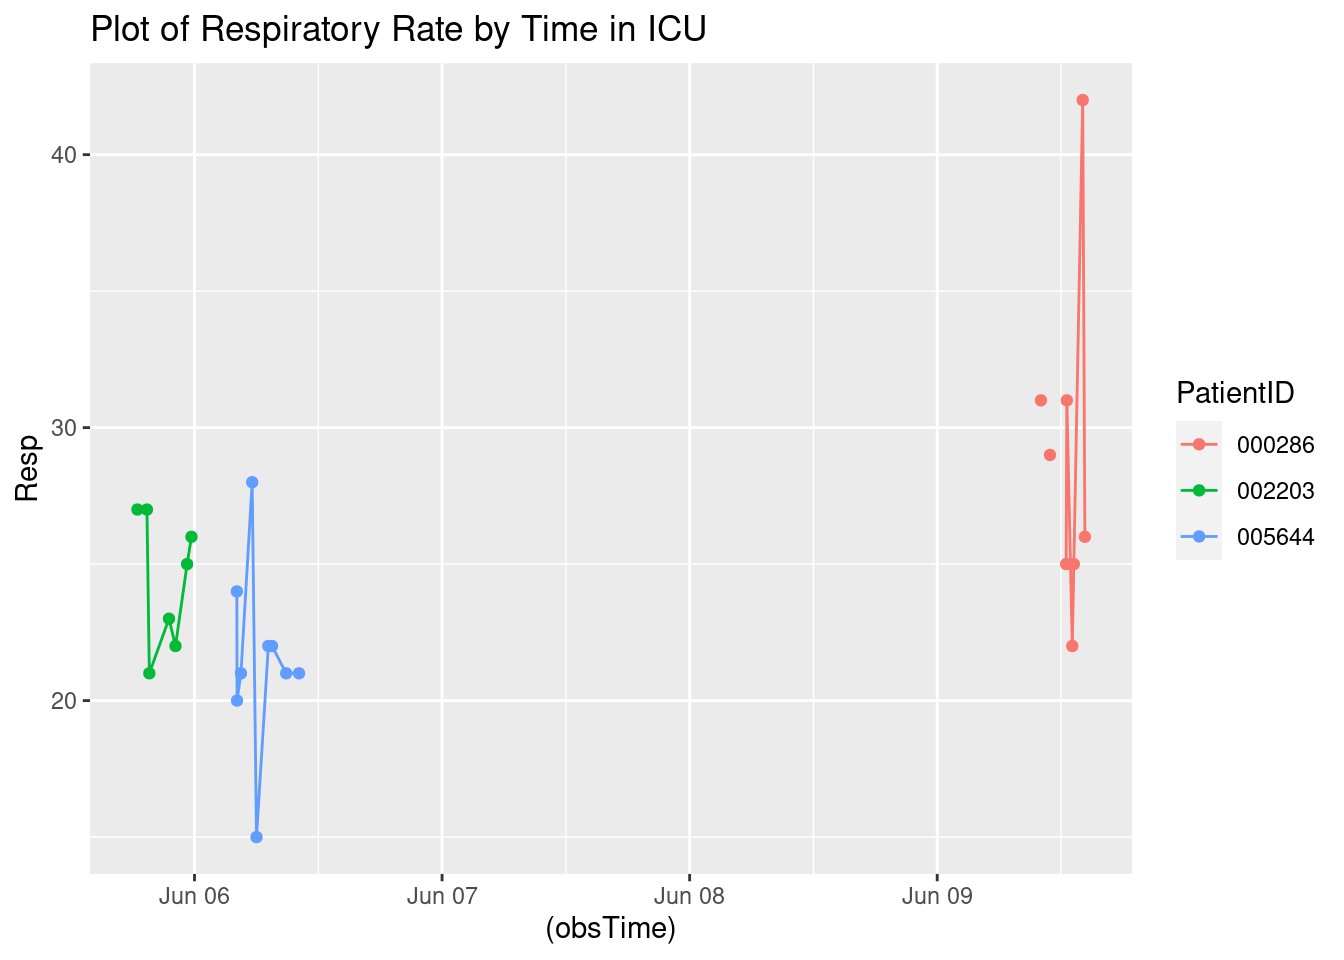 Plot of Respiratory Rate by Time in ICU
40
30
20
Resp
Jun 06
Jun 07
Jun 08
Jun 09
(obsTime)
PatientID
000286
002203
005644